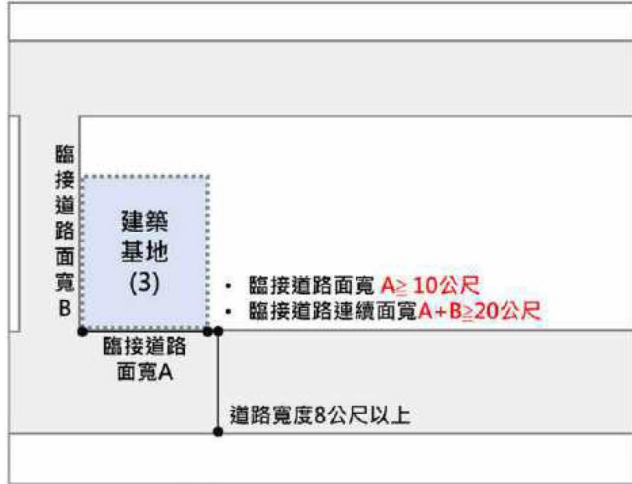 臨接道路面寬B
建築
基地
(3)
• 臨接道路面寬 A≧10公尺
• 臨接道路連續面寬A+B≧20公尺
臨接道路
面寬A
道路寬度8公尺以上